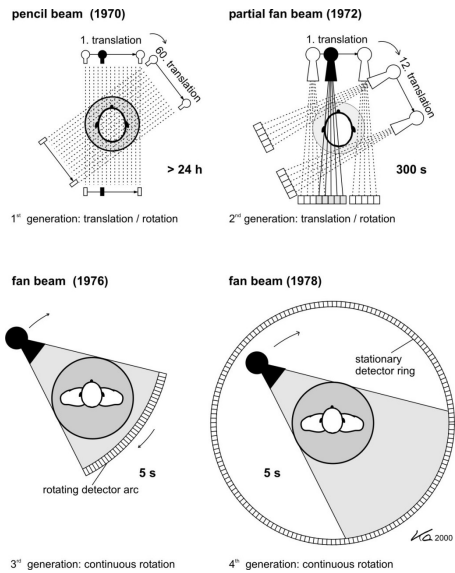 pencil beam (1970)
1. translation
60. translation
> 24 h
1st generation: translation / rotation
partial fan beam (1972)
1. translation
12. translation
300 s
2nd generation: translation / rotation
fan beam (1976)
5 s
rotating detector arc
3rd generation: continuous rotation
fan beam (1978)
stationary
detector ring
5 s
2000
4th generation: continuous rotation